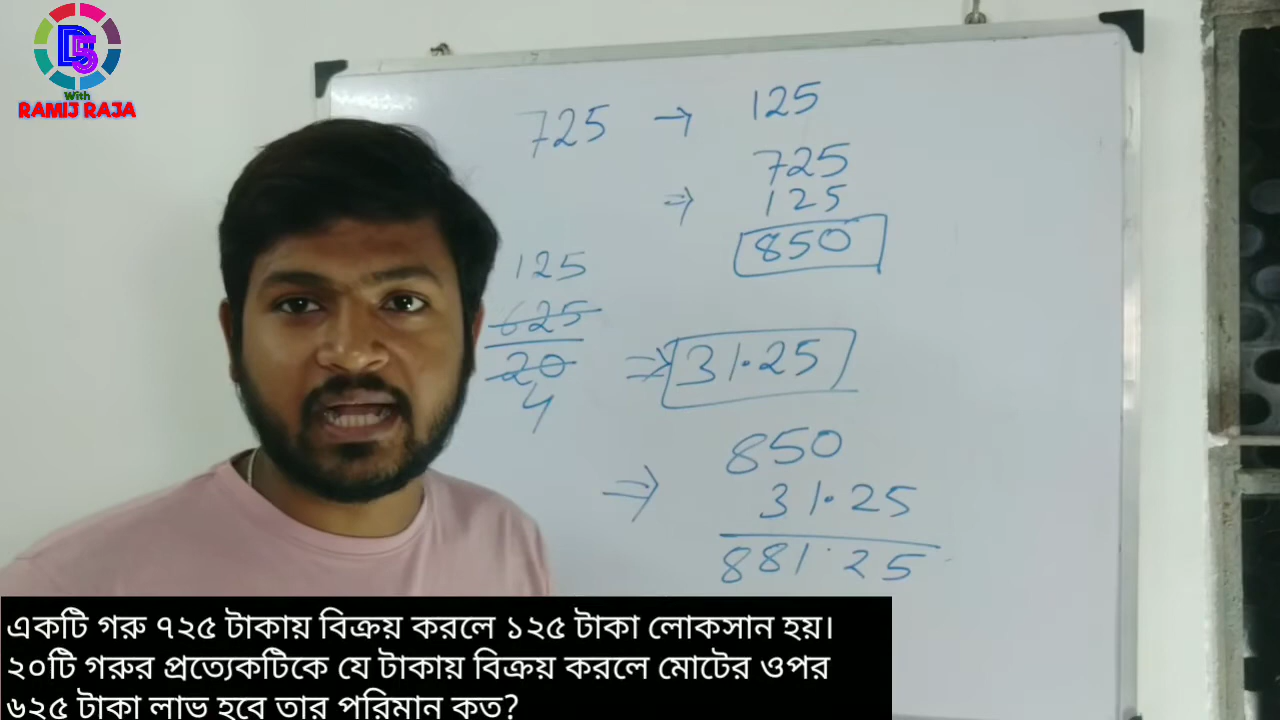 DS
With
RAMIJ RAJA
725 → 125
725
⇒ 125
850
125
625
20 ⇒ 31.25
4
850
⇒ 31.25
881.25
একটি গরু ৭২৫ টাকায় বিক্রয় করলে ১২৫ টাকা লোকসান হয়।
২০টি গরুর প্রত্যেকটিকে যে টাকায় বিক্রয় করলে মোটের ওপর
৬২৫ টাকা লাভ হবে তার পরিমান কত?